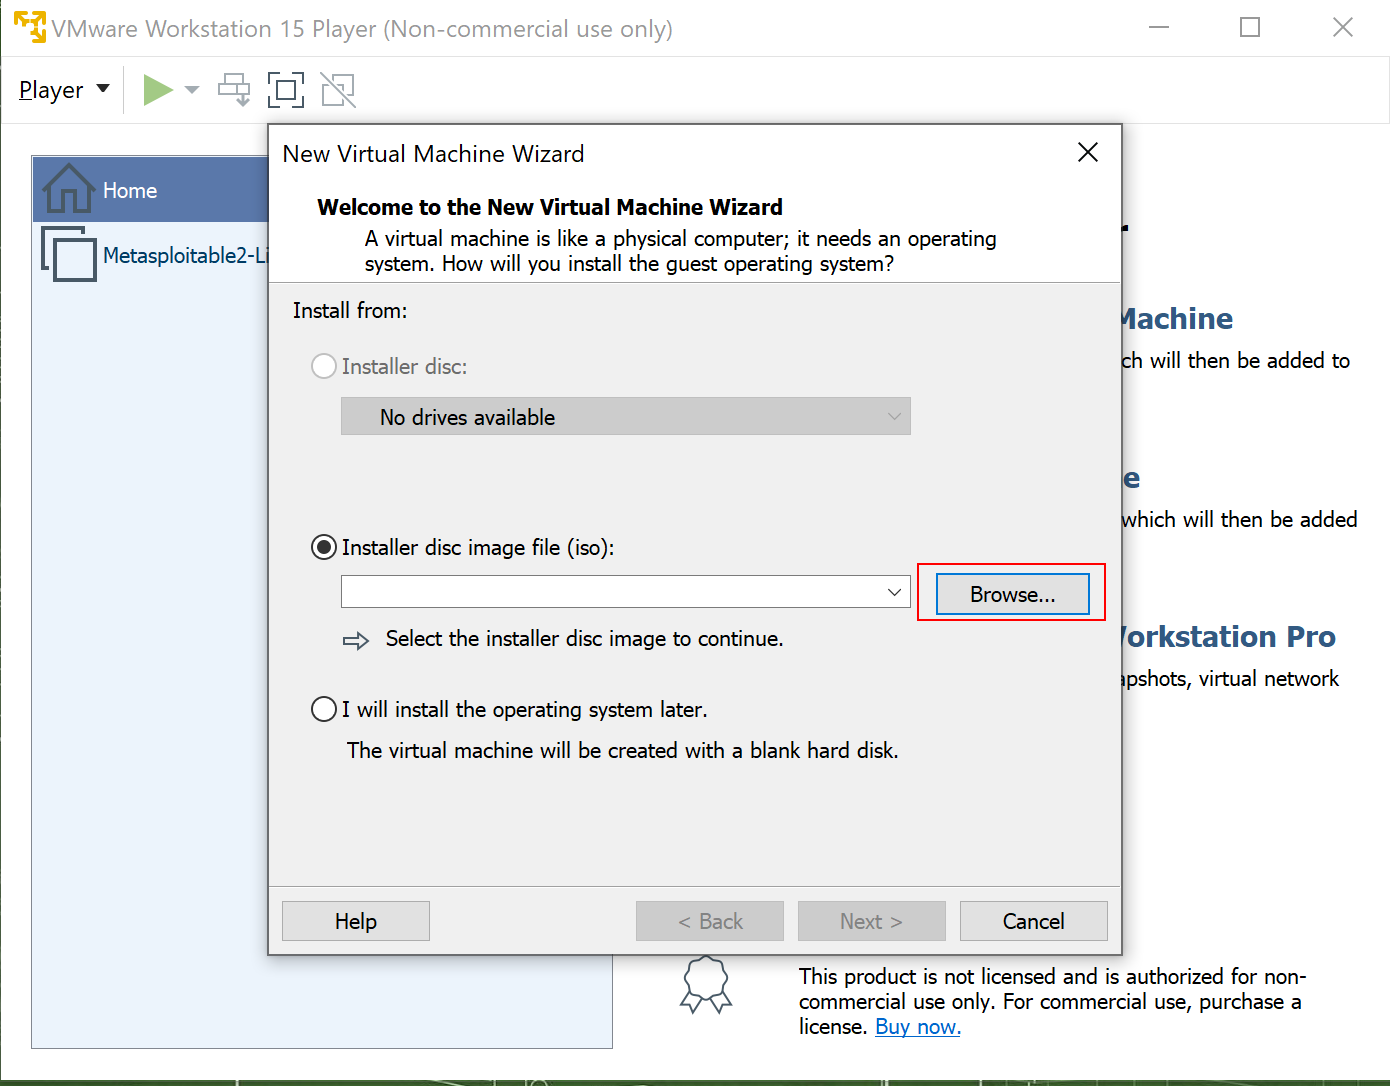 VMware Workstation 15 Player (Non-commercial use only)
Player
Home
Metasploitable2-Li
New Virtual Machine Wizard
Welcome to the New Virtual Machine Wizard
A virtual machine is like a physical computer; it needs an operating
system. How will you install the guest operating system?
Install from:
Installer disc:
No drives available
Installer disc image file (iso):
Browse...
Select the installer disc image to continue.
I will install the operating system later.
The virtual machine will be created with a blank hard disk.
Help
< Back
Next >
Cancel
Machine
ch will then be added to
e
which will then be added
Workstation Pro
apshots, virtual network
This product is not licensed and is authorized for non-
commercial use only. For commercial use, purchase a
license. Buy now.